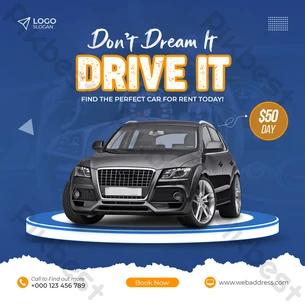 LOGO
SLOGAN
Don't Dream It
DRIVE IT
FIND THE PERFECT CAR FOR RENT TODAY!
$50
DAY
Call to Find out more
+000 123 456 789
Book Now
www.webaddress.com